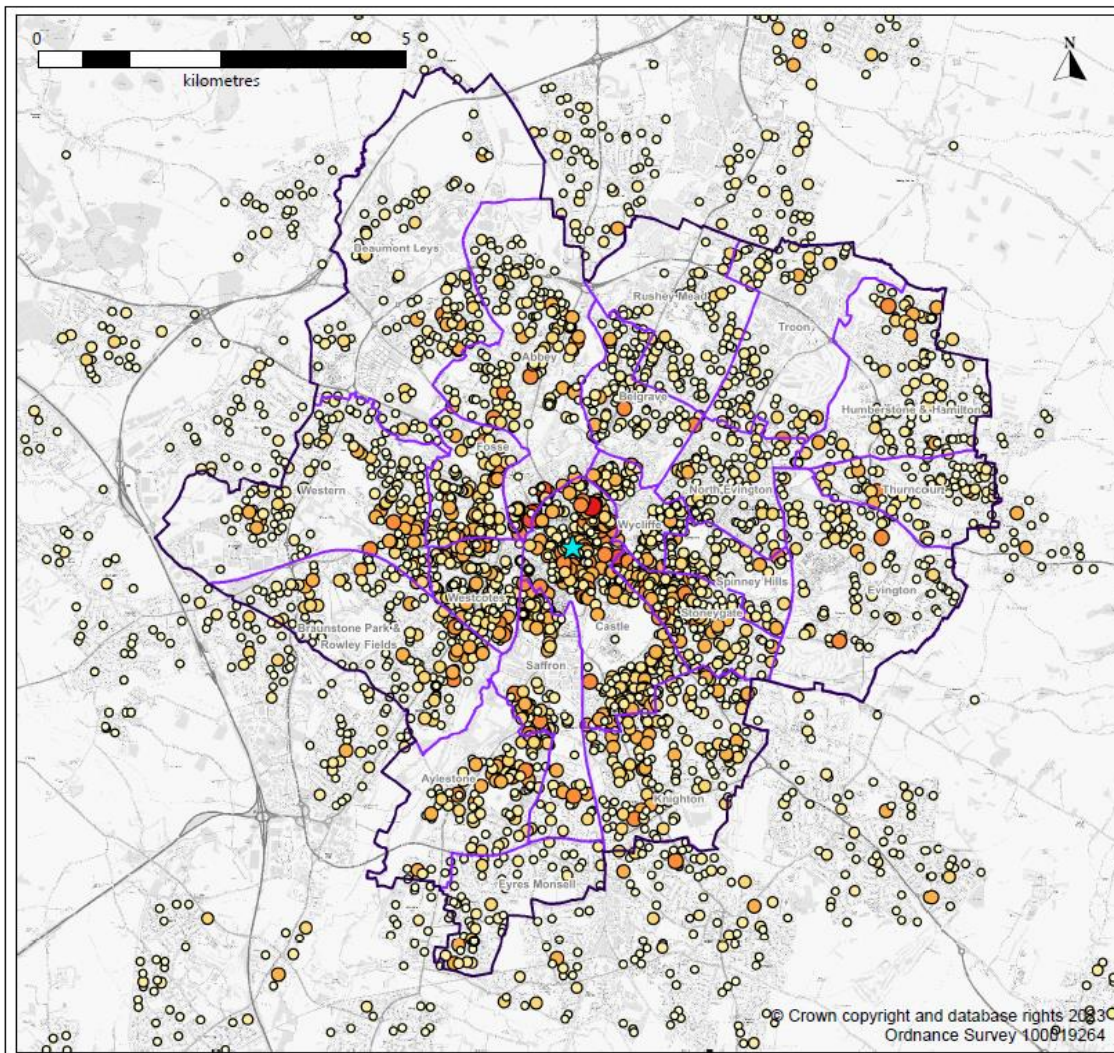 0 5
kilometres
N
Beaumont Leys
Rushey Mead
Troon
Abbey
Belgrave
Humberstone & Hamilton
Fosse
Western
North Evington
Thurncourt
Wycliffe
Spinney Hills
Evington
Westcotes
Stoneygate
Braunstone Park &
Rowley Fields
Castle
Saffron
Aylestone
Knighton
Eyres Monsell
© Crown copyright and database rights 2023
Ordnance Survey 100019264